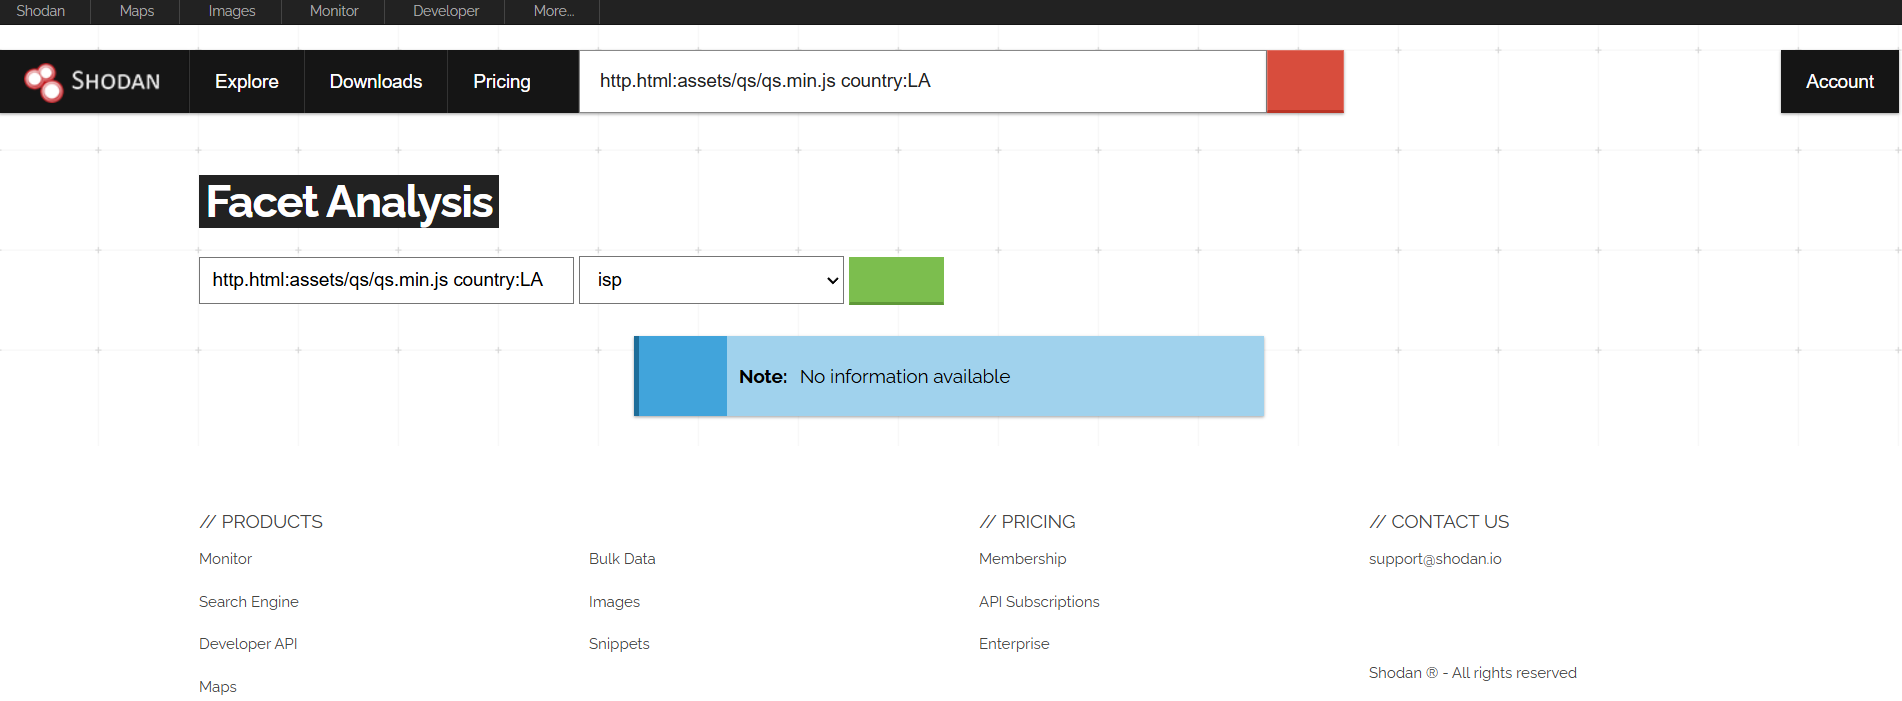 Shodan Maps Images Monitor Developer More...
SHODAN Explore Downloads Pricing http.html:assets/qs/qs.min.js country:LA Account
Facet Analysis
http.html:assets/qs/qs.min.js country:LA isp
Note: No information available
// PRODUCTS // PRICING // CONTACT US
Monitor Bulk Data Membership support@shodan.io
Search Engine Images API Subscriptions
Developer API Snippets Enterprise
Shodan ® - All rights reserved
Maps